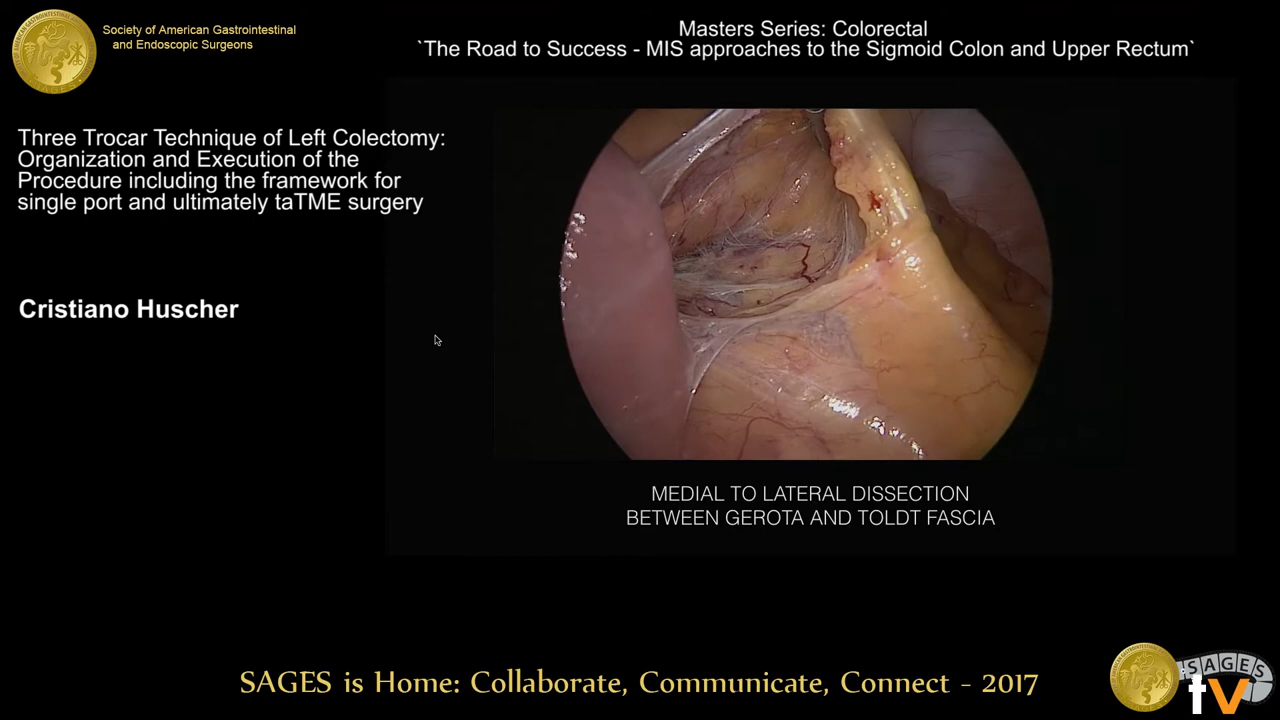 Society of American Gastrointestinal
and Endoscopic Surgeons
Masters Series: Colorectal
`The Road to Success - MIS approaches to the Sigmoid Colon and Upper Rectum`
Three Trocar Technique of Left Colectomy:
Organization and Execution of the
Procedure including the framework for
single port and ultimately taTME surgery
Cristiano Huscher
MEDIAL TO LATERAL DISSECTION
BETWEEN GEROTA AND TOLDT FASCIA
SAGES is Home: Collaborate, Communicate, Connect - 2017
SAGES
tv